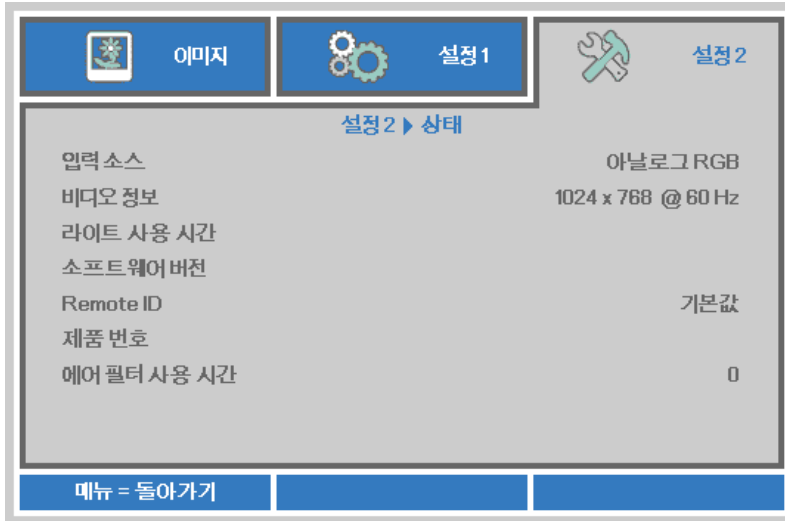 이미지
설정 1
설정 2
설정 2 ▶ 상태
입력 소스 아날로그 RGB
비디오 정보 1024 x 768 @ 60 Hz
라이트 사용 시간
소프트웨어 버전
Remote ID 기본값
제품 번호
에어 필터 사용 시간 0
메뉴 = 돌아가기